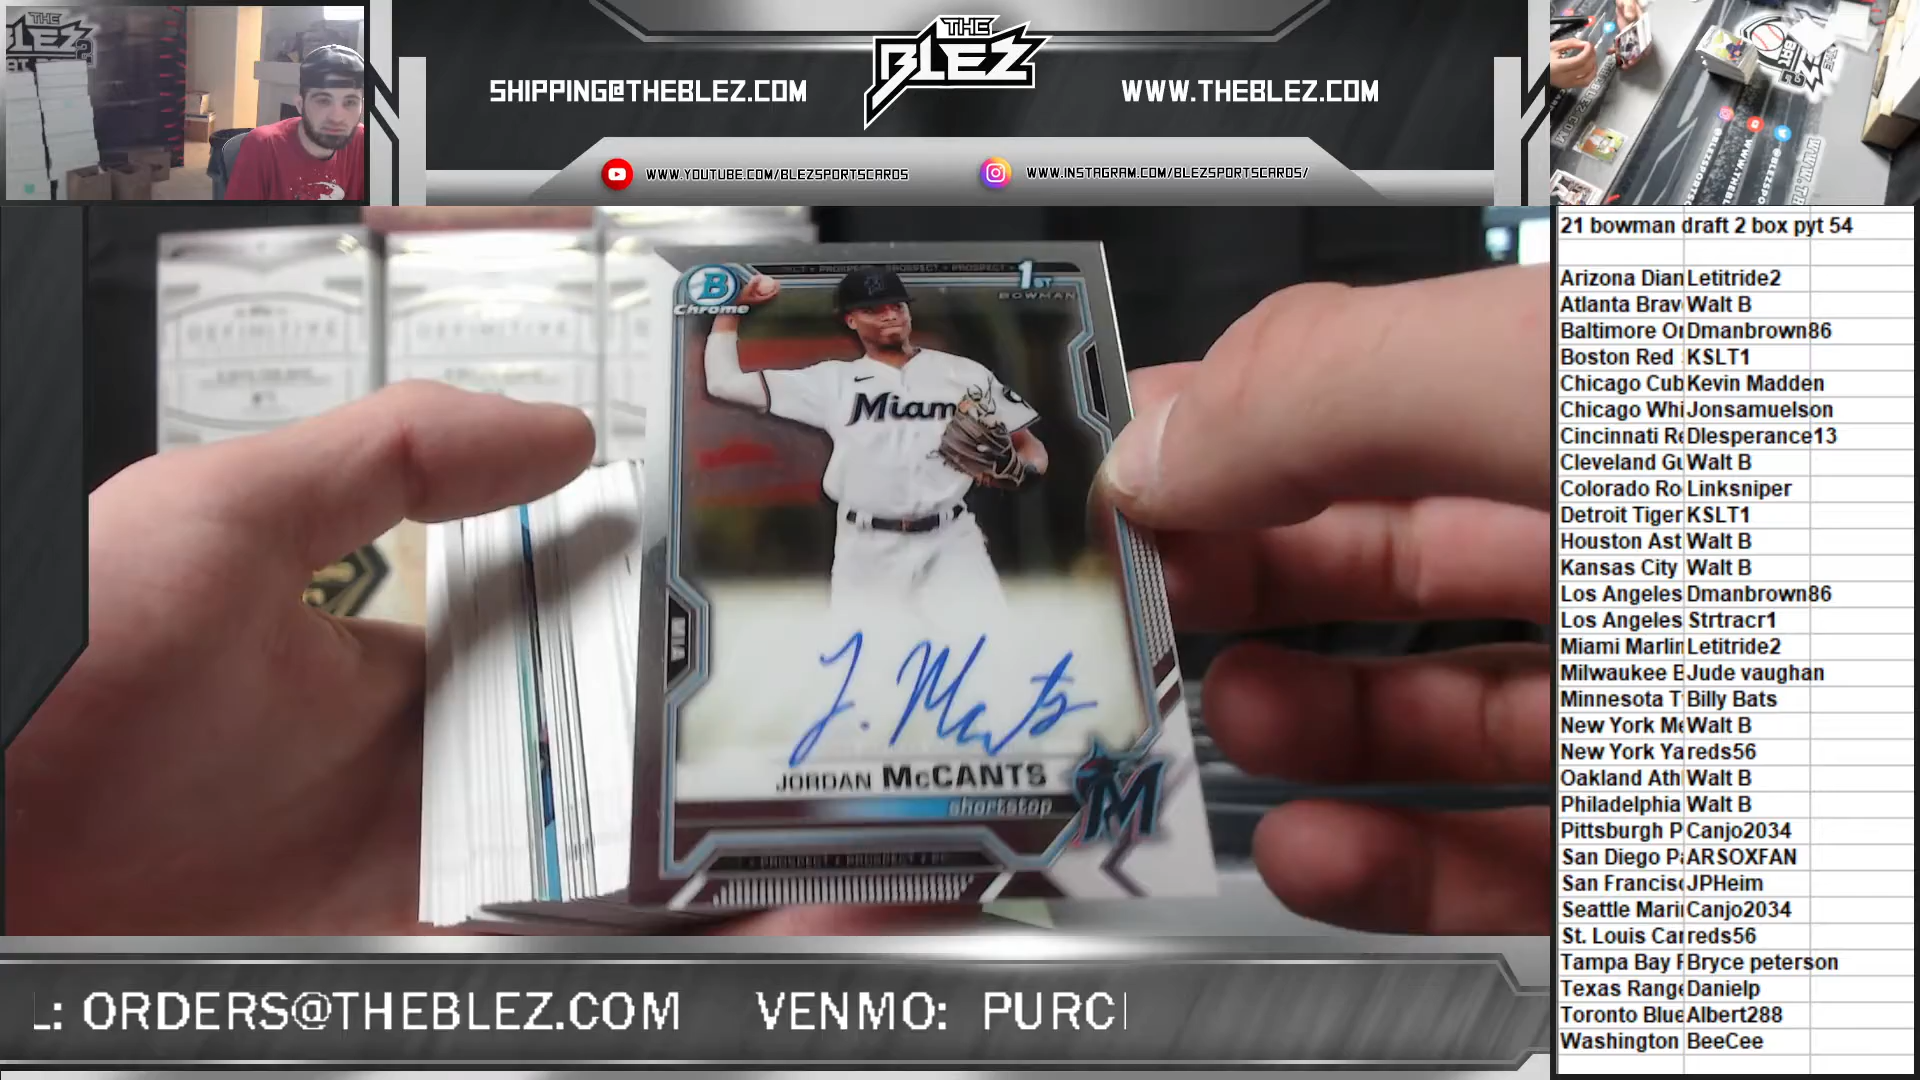 THE
BLEZ
SHIPPING@THEBLEZ.COM
WWW.THEBLEZ.COM
WWW.YOUTUBE.COM/BLEZSPORTSCARDS
WWW.INSTAGRAM.COM/BLEZSPORTSCARDS/
21 bowman draft 2 box pyt 54
Arizona Dian Letitride2
Atlanta Brav Walt B
Baltimore Or Dmanbrown86
Boston Red KSLT1
Chicago Cub Kevin Madden
Chicago Whi Jonsamuelson
Cincinnati Re Dlesperance13
Cleveland Gu Walt B
Colorado Ro Linksniper
Detroit Tiger KSLT1
Houston Ast Walt B
Kansas City Walt B
Los Angeles Dmanbrown86
Los Angeles Strtracr1
Miami Marlin Letitride2
Milwaukee B Jude vaughan
Minnesota T Billy Bats
New York Me Walt B
New York Ya reds56
Oakland Ath Walt B
Philadelphia Walt B
Pittsburgh P Canjo2034
San Diego Pa ARSOXFAN
San Francisc JPHeim
Seattle Mari Canjo2034
St. Louis Car reds56
Tampa Bay R Bryce peterson
Texas Range Danielp
Toronto Blue Albert288
Washington BeeCee
DEFINITIVE
PROSPECT • PROSPECT
B
Chrome
1ST
BOWMAN
Miam
MIA
J. McCants
JORDAN McCANTS
shortstop
M
L: ORDERS@THEBLEZ.COM VENMO: PURC